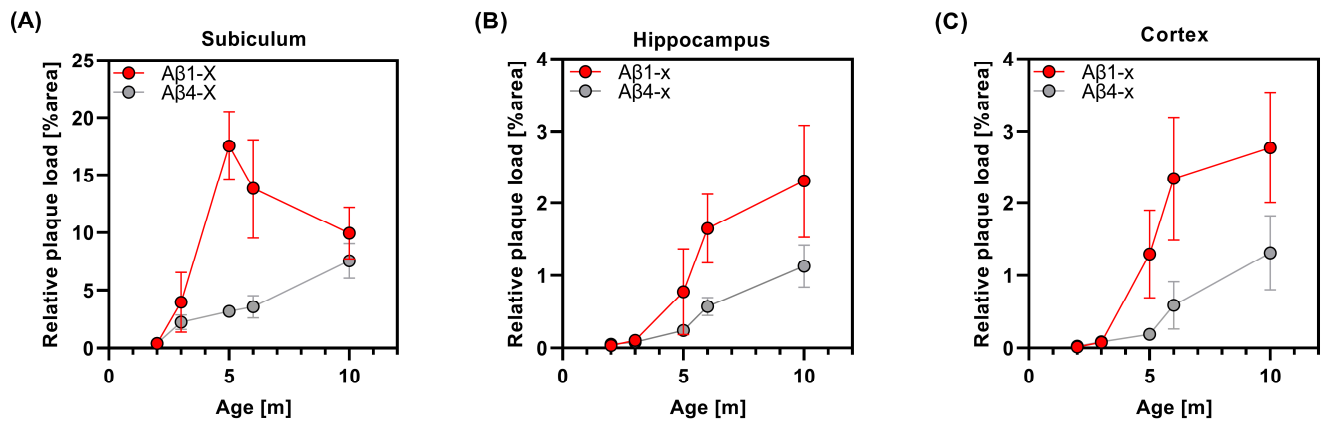 (A)
Subiculum
Aβ1-X
Aβ4-X
Relative plaque load [%area]
25
20
15
10
5
0
0 5 10
Age [m]
(B)
Hippocampus
Aβ1-x
Aβ4-x
Relative plaque load [%area]
4
3
2
1
0
0 5 10
Age [m]
(C)
Cortex
Aβ1-x
Aβ4-x
Relative plaque load [%area]
4
3
2
1
0
0 5 10
Age [m]